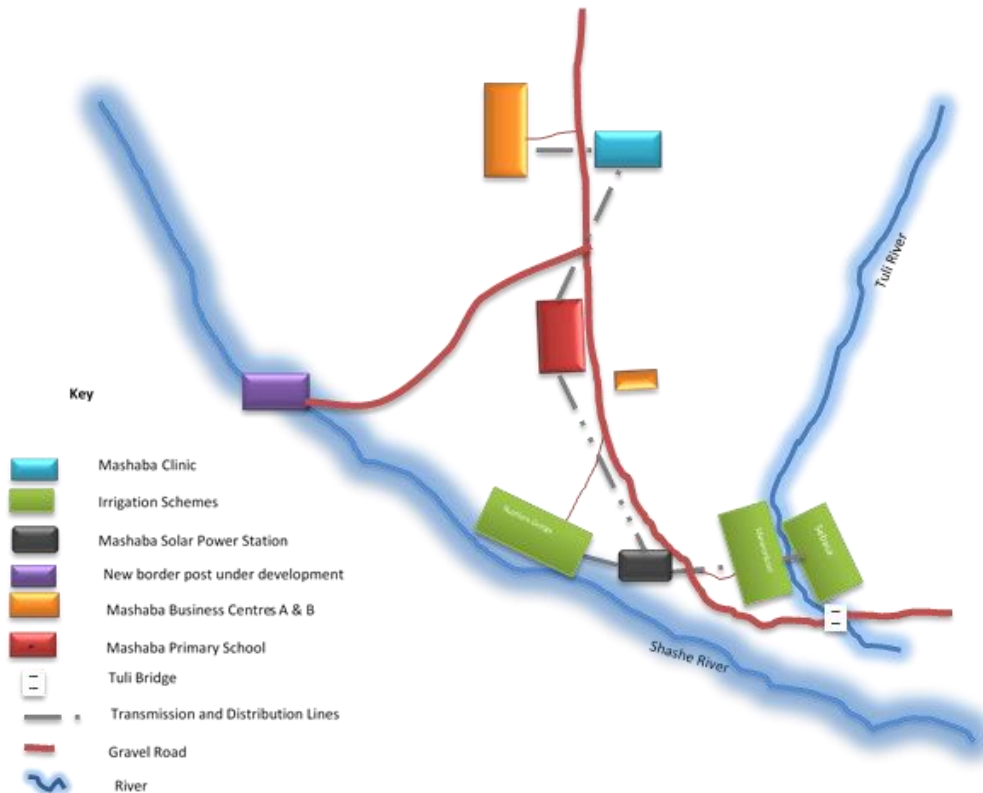 Tuli River
Shashe River
Key
Mashaba Clinic
Irrigation Schemes
Mashaba Solar Power Station
New border post under development
Mashaba Business Centres A & B
Mashaba Primary School
Tuli Bridge
Transmission and Distribution Lines
Gravel Road
River